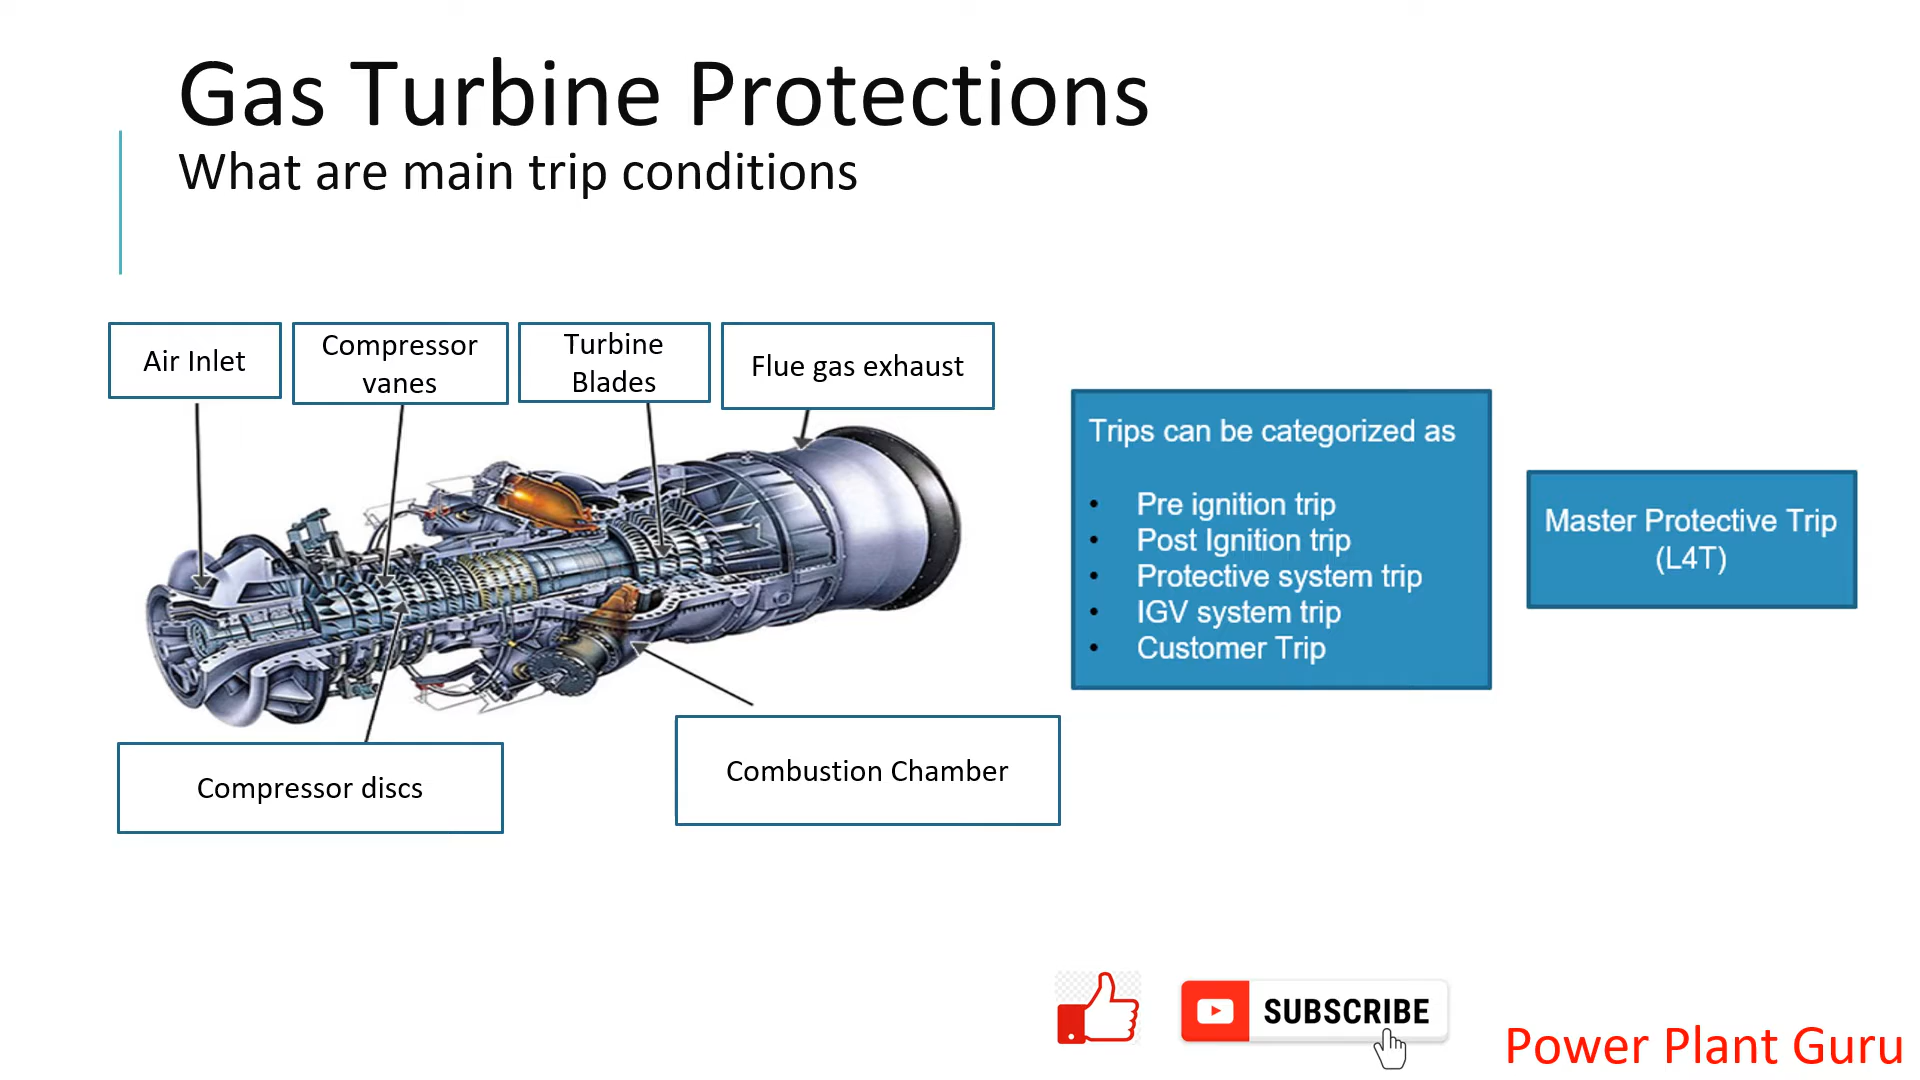 Gas Turbine Protections
What are main trip conditions
Air Inlet
Compressor
vanes
Turbine
Blades
Flue gas exhaust
Trips can be categorized as
• Pre ignition trip
• Post Ignition trip
• Protective system trip
• IGV system trip
• Customer Trip
Master Protective Trip
(L4T)
Compressor discs
Combustion Chamber
SUBSCRIBE
Power Plant Guru